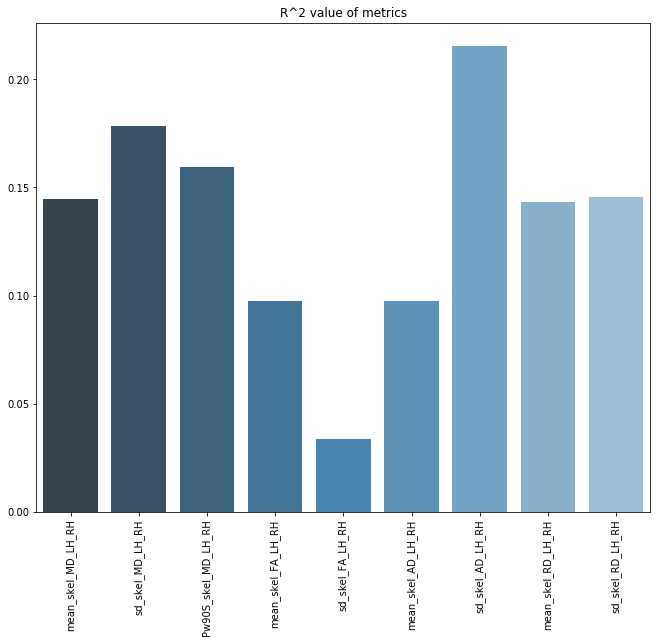 R^2 value of metrics
0.20
0.15
0.10
0.05
0.00
mean_skel_MD_LH_RH
sd_skel_MD_LH_RH
Pw90S_skel_MD_LH_RH
mean_skel_FA_LH_RH
sd_skel_FA_LH_RH
mean_skel_AD_LH_RH
sd_skel_AD_LH_RH
mean_skel_RD_LH_RH
sd_skel_RD_LH_RH